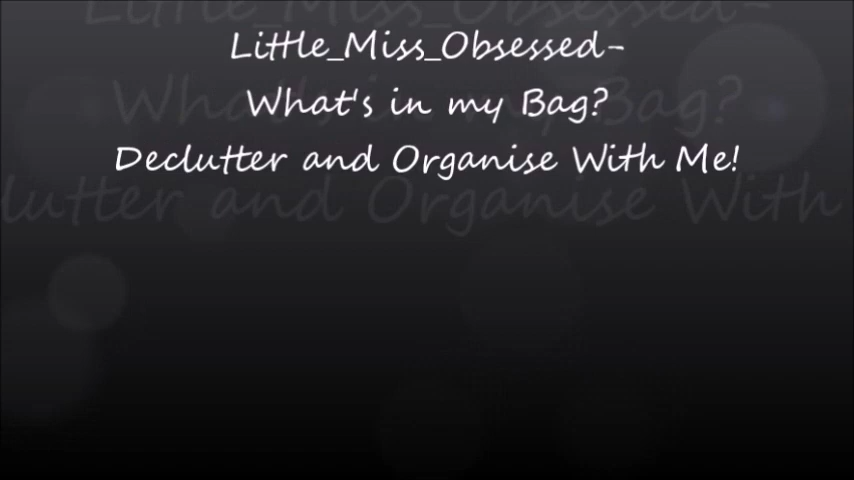 Little_Miss_Obsessed-
What's in my Bag?
Declutter and Organise With Me!